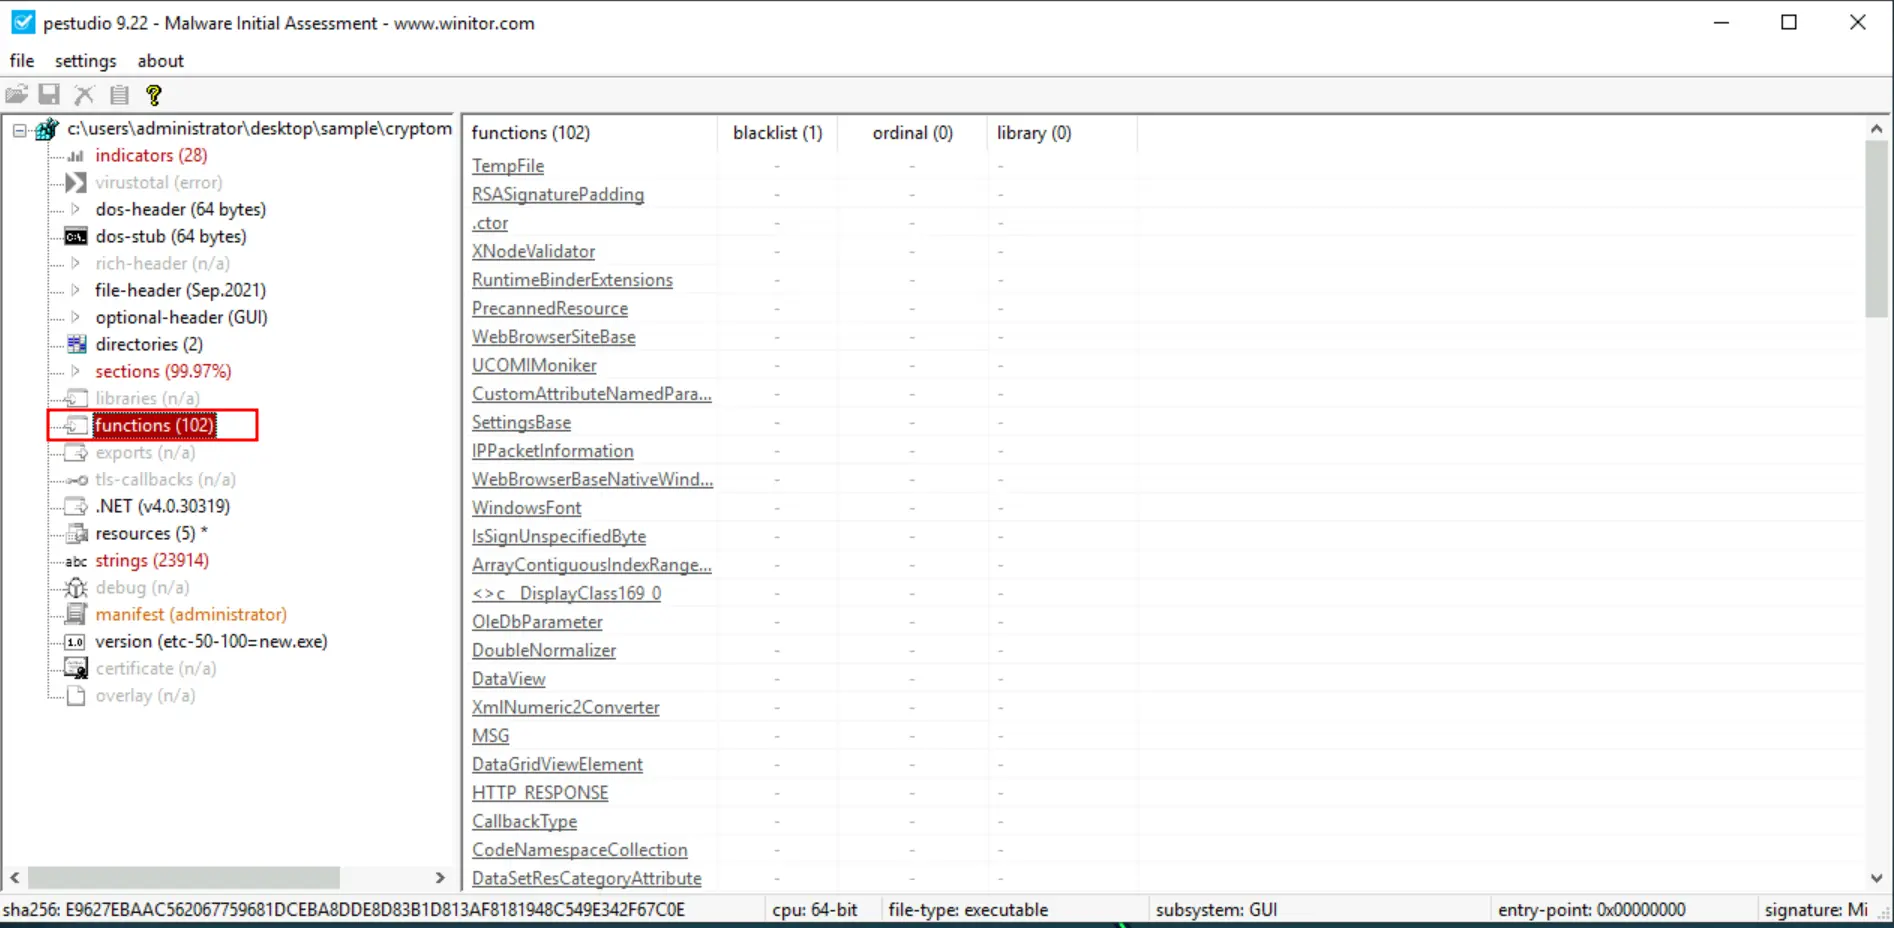 pestudio 9.22 - Malware Initial Assessment - www.winitor.com
file settings about
c:\users\administrator\desktop\sample\cryptom
indicators (28)
virustotal (error)
dos-header (64 bytes)
dos-stub (64 bytes)
rich-header (n/a)
file-header (Sep.2021)
optional-header (GUI)
directories (2)
sections (99.97%)
libraries (n/a)
functions (102)
exports (n/a)
tls-callbacks (n/a)
.NET (v4.0.30319)
resources (5) *
abc strings (23914)
debug (n/a)
manifest (administrator)
1.0 version (etc-50-100=new.exe)
certificate (n/a)
overlay (n/a)
functions (102) blacklist (1) ordinal (0) library (0)
TempFile - - -
RSASignaturePadding - - -
.ctor - - -
XNodeValidator - - -
RuntimeBinderExtensions - - -
PrecannedResource - - -
WebBrowserSiteBase - - -
UCOMIMoniker - - -
CustomAttributeNamedPara... - - -
SettingsBase - - -
IPPacketInformation - - -
WebBrowserBaseNativeWind... - - -
WindowsFont - - -
IsSignUnspecifiedByte - - -
ArrayContiguousIndexRange... - - -
<>c__DisplayClass169_0 - - -
OleDbParameter - - -
DoubleNormalizer - - -
DataView - - -
XmlNumeric2Converter - - -
MSG - - -
DataGridViewElement - - -
HTTP_RESPONSE - - -
CallbackType - - -
CodeNamespaceCollection - - -
DataSetResCategoryAttribute - - -
sha256: E9627EBAAC562067759681DCEBA8DDE8D83B1D813AF8181948C549E342F67C0E cpu: 64-bit file-type: executable subsystem: GUI entry-point: 0x00000000 signature: Mi